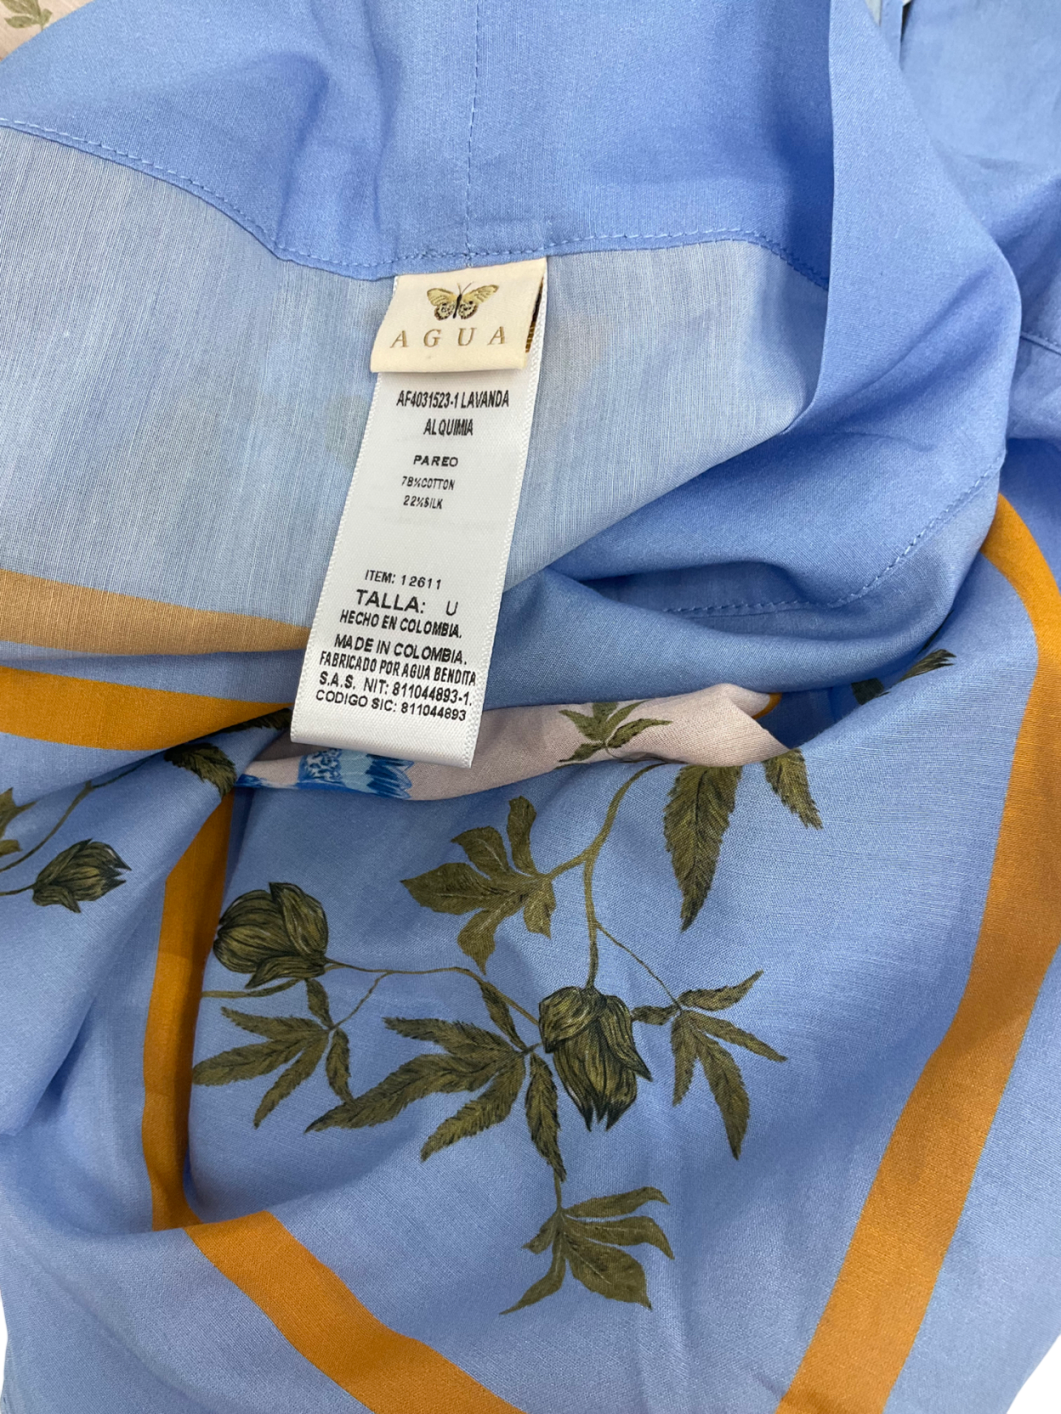 AGUA
AF4031523-1 LAVANDA
ALQUIMIA
PAREO
78%COTTON
22%SILK
ITEM: 12611
TALLA: U
HECHO EN COLOMBIA.
MADE IN COLOMBIA.
FABRICADO POR AGUA BENDITA
S.A.S. NIT: 811044893-1.
CODIGO SIC: 811044893